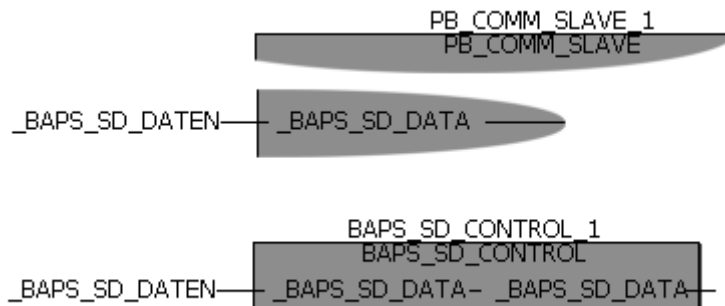 PB_COMM_SLAVE_1
PB_COMM_SLAVE
_BAPS_SD_DATEN _BAPS_SD_DATA
BAPS_SD_CONTROL_1
BAPS_SD_CONTROL
_BAPS_SD_DATEN _BAPS_SD_DATA- _BAPS_SD_DATA